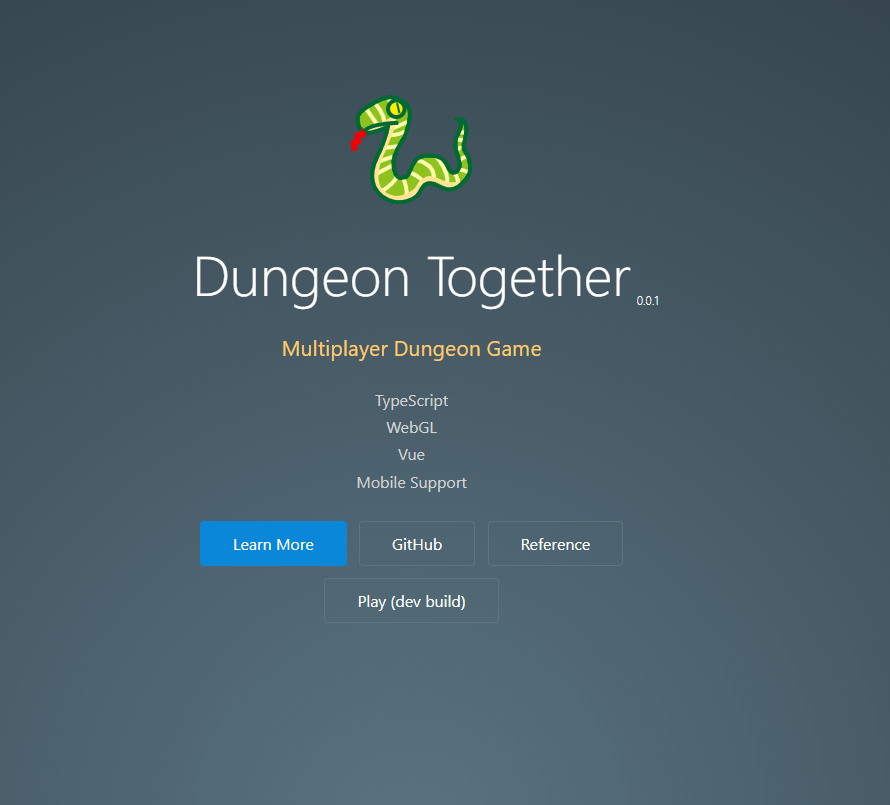 Dungeon Together 0.0.1
Multiplayer Dungeon Game
TypeScript
WebGL
Vue
Mobile Support
Learn More GitHub Reference
Play (dev build)